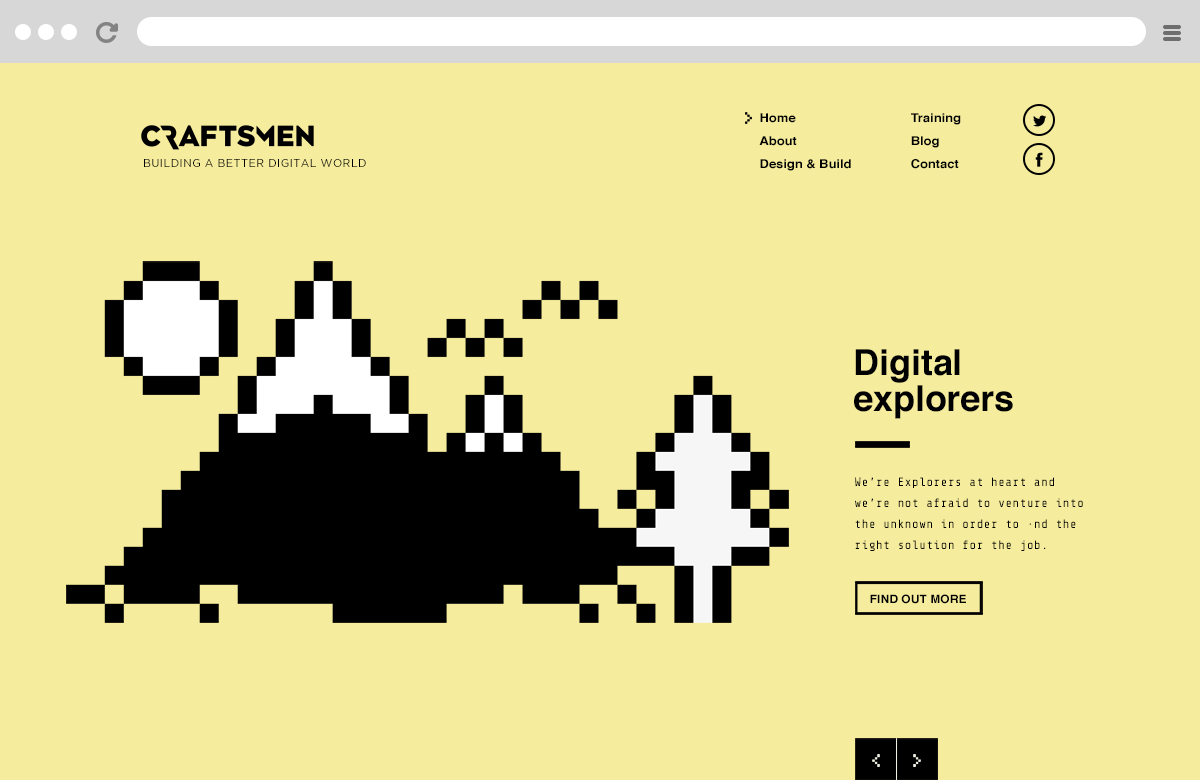 CRAFTSMEN
BUILDING A BETTER DIGITAL WORLD
Home
About
Design & Build
Training
Blog
Contact
Digital
explorers
We're Explorers at heart and
we're not afraid to venture into
the unknown in order to ·nd the
right solution for the job.
FIND OUT MORE